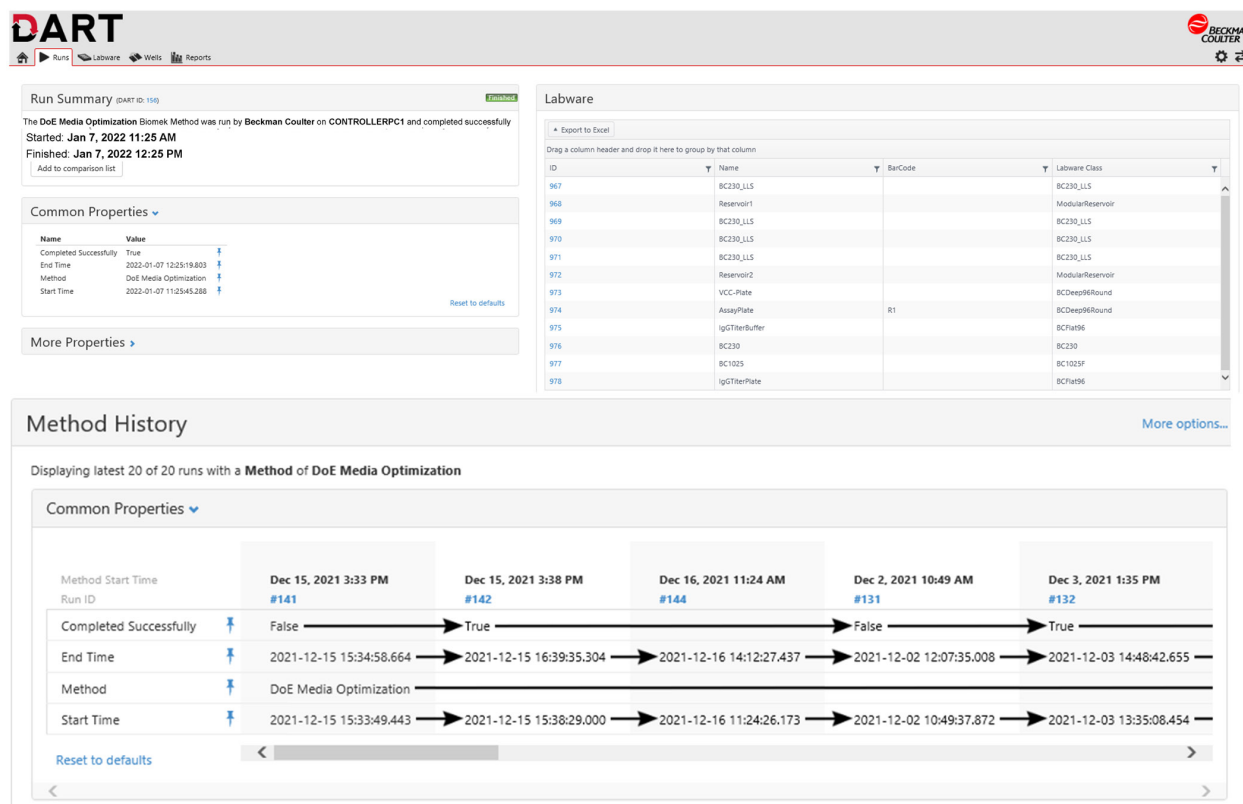 DART
BECKMA
COULTER
Runs Labware Wells Reports
Run Summary (DART ID: 156) Finished
The DoE Media Optimization Biomek Method was run by Beckman Coulter on CONTROLLERPC1 and completed successfully
Started: Jan 7, 2022 11:25 AM
Finished: Jan 7, 2022 12:25 PM
Add to comparison list
Common Properties
Name Value
Completed Successfully True
End Time 2022-01-07 12:25:19.803
Method DoE Media Optimization
Start Time 2022-01-07 11:25:45.288
Reset to defaults
More Properties
Labware
Export to Excel
Drag a column header and drop it here to group by that column
ID Name BarCode Labware Class
967 BC230_LLS BC230_LLS
968 Reservoir1 ModularReservoir
969 BC230_LLS BC230_LLS
970 BC230_LLS BC230_LLS
971 BC230_LLS BC230_LLS
972 Reservoir2 ModularReservoir
973 VCC-Plate BCDeep96Round
974 AssayPlate R1 BCDeep96Round
975 IgGTiterBuffer BCFlat96
976 BC230 BC230
977 BC1025 BC1025F
978 IgGTiterPlate BCFlat96
Method History More options...
Displaying latest 20 of 20 runs with a Method of DoE Media Optimization
Common Properties
Method Start Time Dec 15, 2021 3:33 PM Dec 15, 2021 3:38 PM Dec 16, 2021 11:24 AM Dec 2, 2021 10:49 AM Dec 3, 2021 1:35 PM
Run ID #141 #142 #144 #131 #132
Completed Successfully False True False True
End Time 2021-12-15 15:34:58.664 2021-12-15 16:39:35.304 2021-12-16 14:12:27.437 2021-12-02 12:07:35.008 2021-12-03 14:48:42.655
Method DoE Media Optimization
Start Time 2021-12-15 15:33:49.443 2021-12-15 15:38:29.000 2021-12-16 11:24:26.173 2021-12-02 10:49:37.872 2021-12-03 13:35:08.454
Reset to defaults